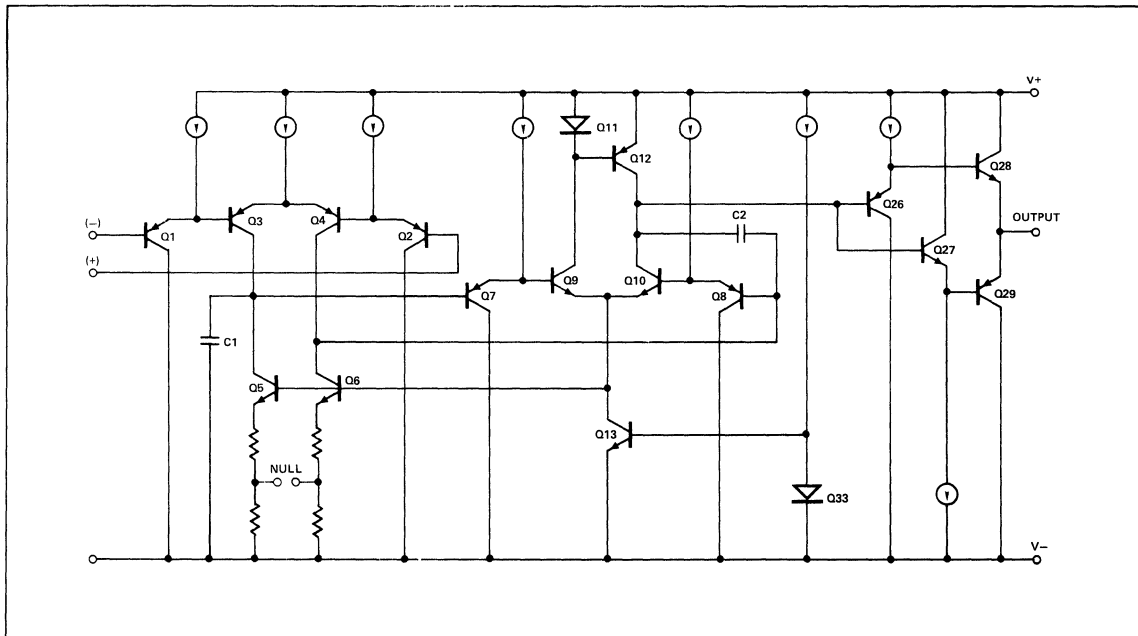 V+
Q11
Q12
Q28
(-)
Q1
Q3
Q4
Q2
C2
Q26
Q27
OUTPUT
(+)
Q7
Q9
Q10
Q8
Q29
C1
Q5
Q6
Q13
NULL
Q33
V-